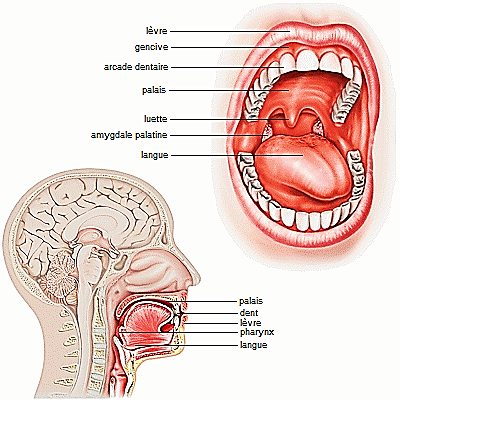 lèvre
gencive
arcade dentaire
palais
luette
amygdale palatine
langue
palais
dent
lèvre
pharynx
langue